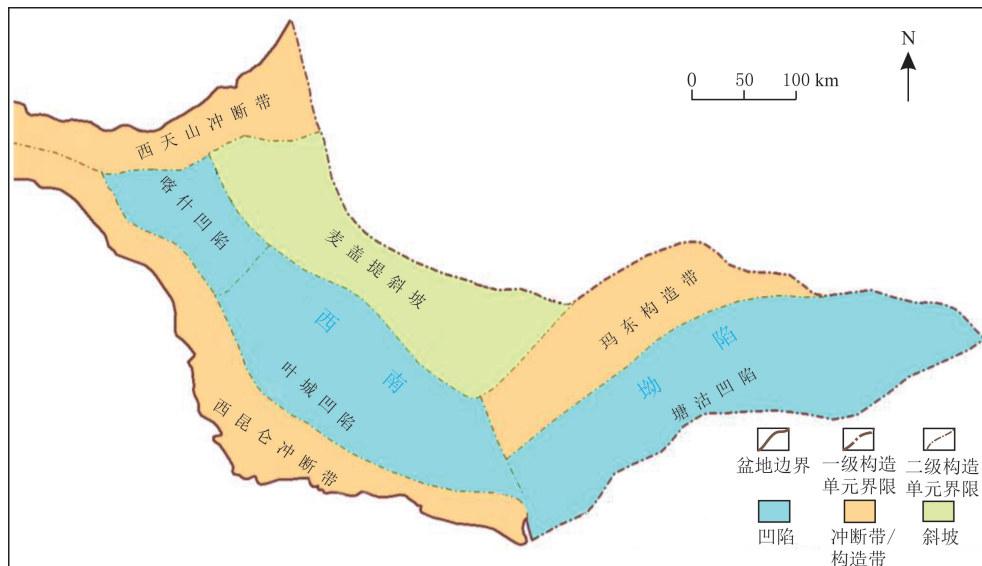 N
0 50 100 km
西天山冲断带
喀什凹陷
麦盖提斜坡
玛东构造带
西南坳陷
叶城凹陷
塘沽凹陷
西昆仑冲断带
盆地边界
一级构造
单元界限
二级构造
单元界限
凹陷
冲断带/
构造带
斜坡